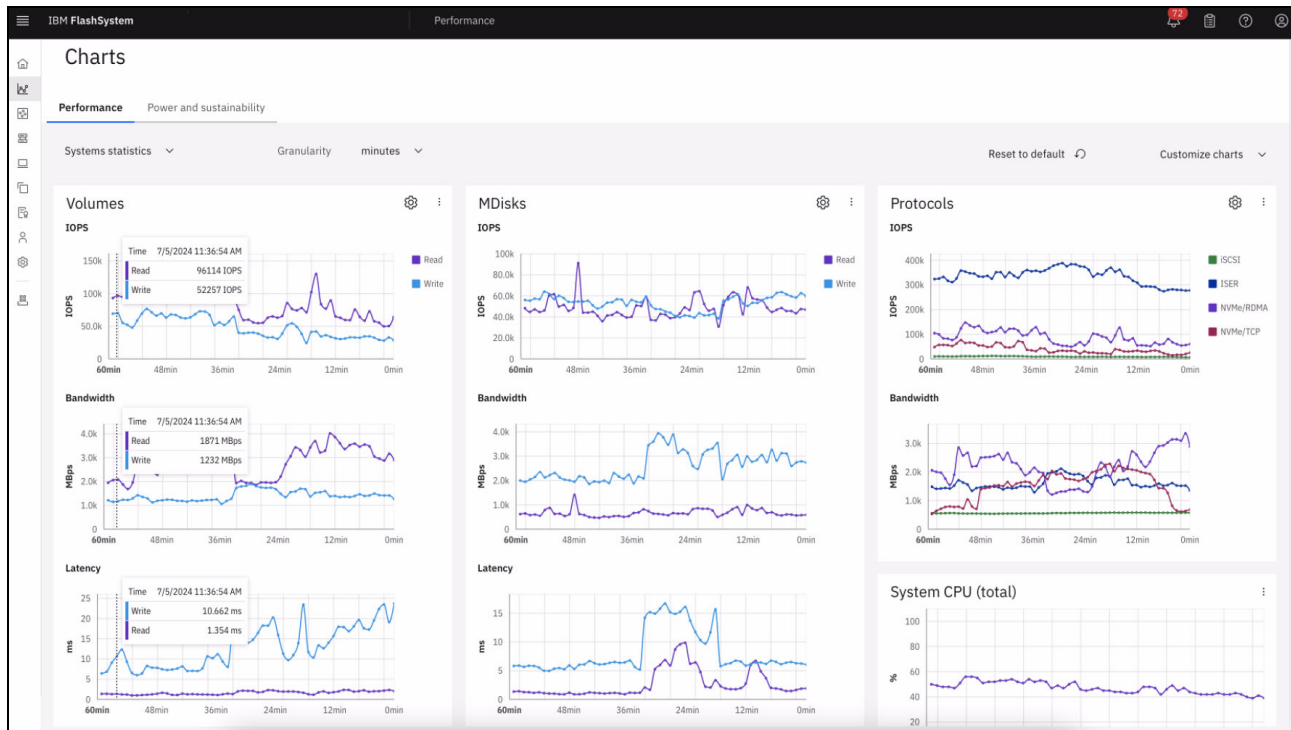 IBM FlashSystem
Performance
72
Charts
Performance
Power and sustainability
Systems statistics
Granularity
minutes
Reset to default
Customize charts
Volumes
IOPS
Time 7/5/2024 11:36:54 AM
Read 96114 IOPS
Write 52257 IOPS
Read
Write
IOPS
150k
100k
50.0k
0
60min 48min 36min 24min 12min 0min
Bandwidth
Time 7/5/2024 11:36:54 AM
Read 1871 MBps
Write 1232 MBps
MBps
4.0k
3.0k
2.0k
1.0k
0
60min 48min 36min 24min 12min 0min
Latency
Time 7/5/2024 11:36:54 AM
Write 10.662 ms
Read 1.354 ms
ms
25
20
15
10
5
0
60min 48min 36min 24min 12min 0min
MDisks
IOPS
Read
Write
IOPS
100k
80.0k
60.0k
40.0k
20.0k
0
60min 48min 36min 24min 12min 0min
Bandwidth
MBps
4.0k
3.0k
2.0k
1.0k
0
60min 48min 36min 24min 12min 0min
Latency
ms
15
10
5
0
60min 48min 36min 24min 12min 0min
Protocols
IOPS
iSCSI
ISER
NVMe/RDMA
NVMe/TCP
IOPS
400k
300k
200k
100k
0
60min 48min 36min 24min 12min 0min
Bandwidth
MBps
3.0k
2.0k
1.0k
0
60min 48min 36min 24min 12min 0min
System CPU (total)
%
100
80
60
40
20